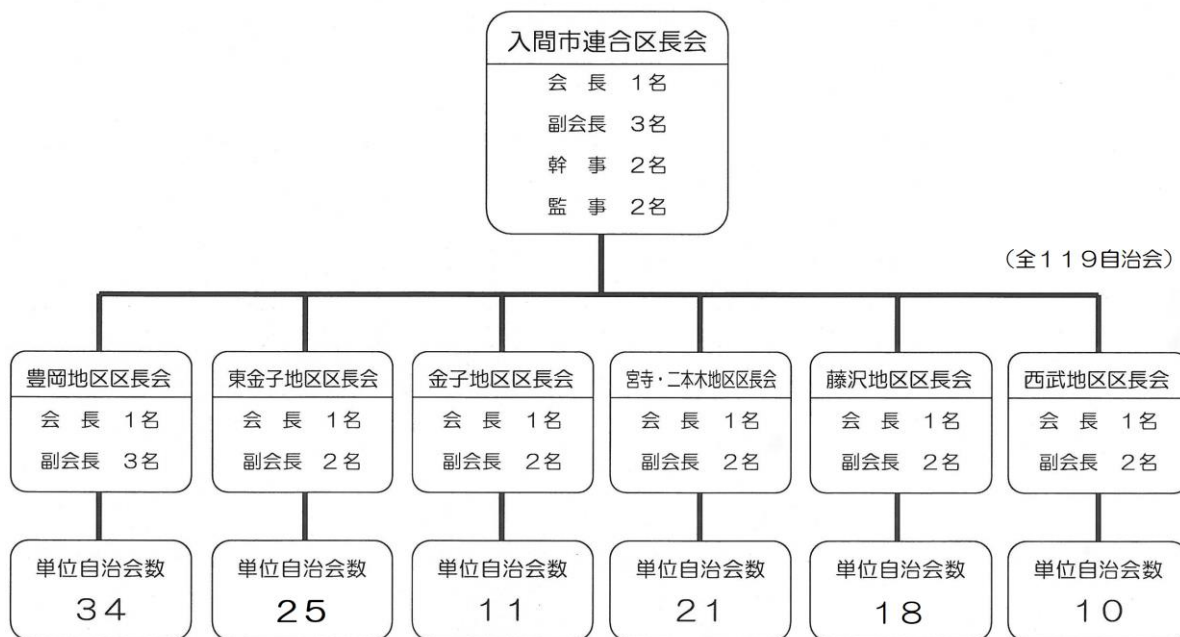 入間市連合区長会
会　長　１名
副会長　３名
幹　事　２名
監　事　２名
（全１１９自治会）
豊岡地区区長会
会　長　１名
副会長　３名
東金子地区区長会
会　長　１名
副会長　２名
金子地区区長会
会　長　１名
副会長　２名
宮寺・二本木地区区長会
会　長　１名
副会長　２名
藤沢地区区長会
会　長　１名
副会長　２名
西武地区区長会
会　長　１名
副会長　２名
単位自治会数
３４
単位自治会数
２５
単位自治会数
１１
単位自治会数
２１
単位自治会数
１８
単位自治会数
１０